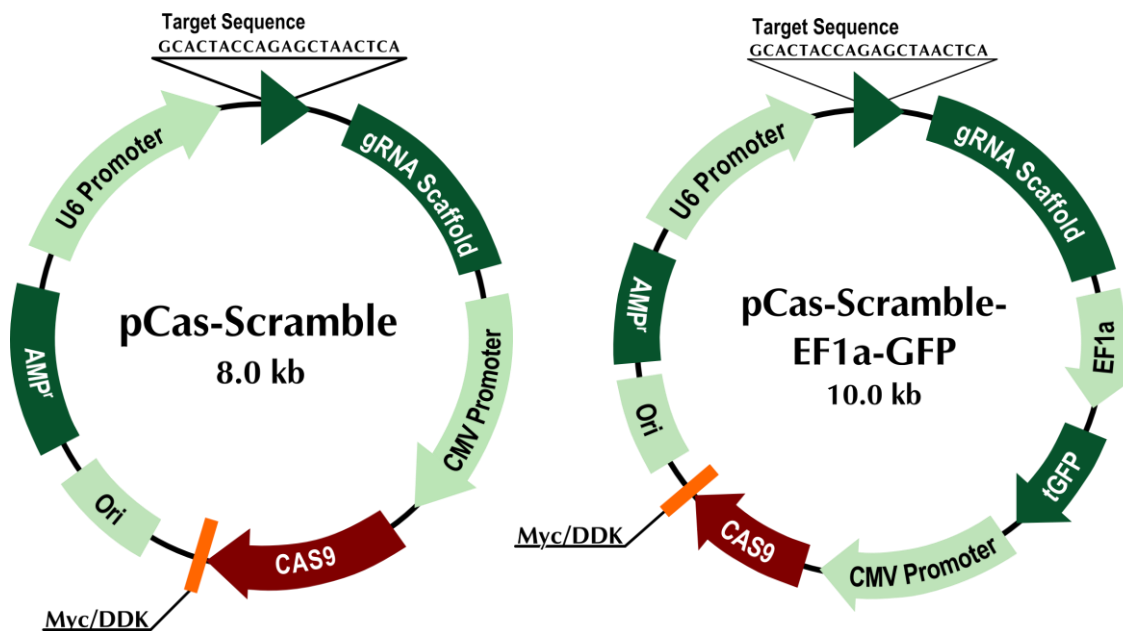 Target Sequence
GCACTACCAGAGCTAACTCA
U6 Promoter
gRNA Scaffold
CMV Promoter
CAS9
Myc/DDK
Ori
AMPr
pCas-Scramble
8.0 kb
Target Sequence
GCACTACCAGAGCTAACTCA
U6 Promoter
gRNA Scaffold
EF1a
tGFP
CMV Promoter
CAS9
Myc/DDK
Ori
AMPr
pCas-Scramble-
EF1a-GFP
10.0 kb